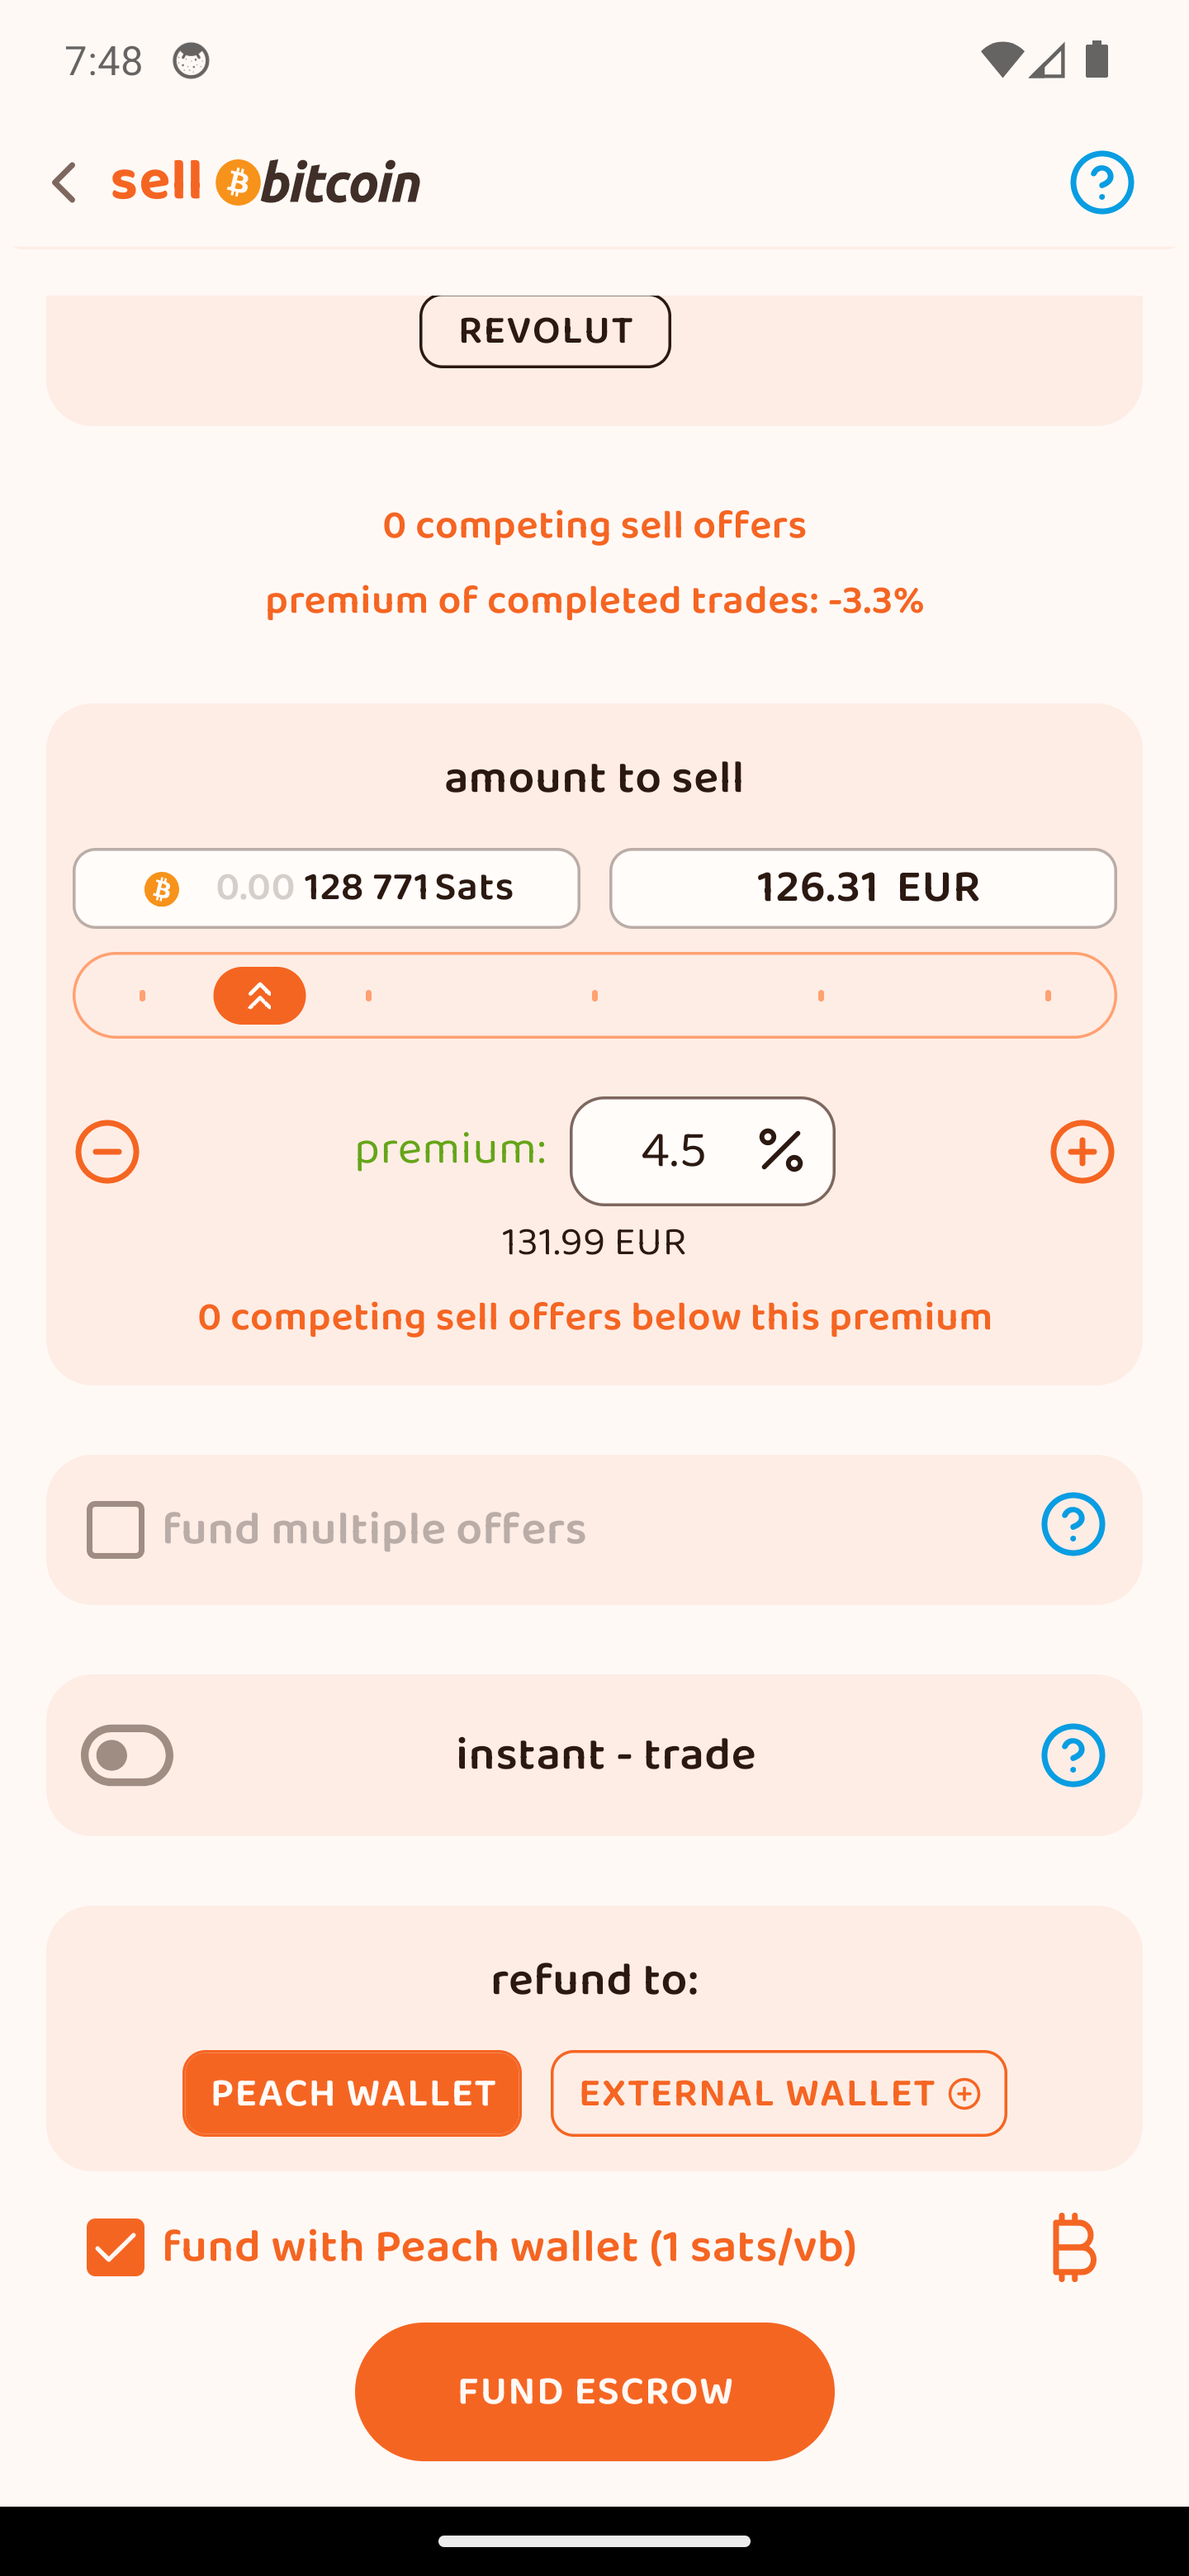 7:48
sell bitcoin
REVOLUT
0 competing sell offers
premium of completed trades: -3.3%
amount to sell
0.00 128 771 Sats
126.31 EUR
premium: 4.5 %
131.99 EUR
0 competing sell offers below this premium
fund multiple offers
instant - trade
refund to:
PEACH WALLET
EXTERNAL WALLET
fund with Peach wallet (1 sats/vb)
FUND ESCROW